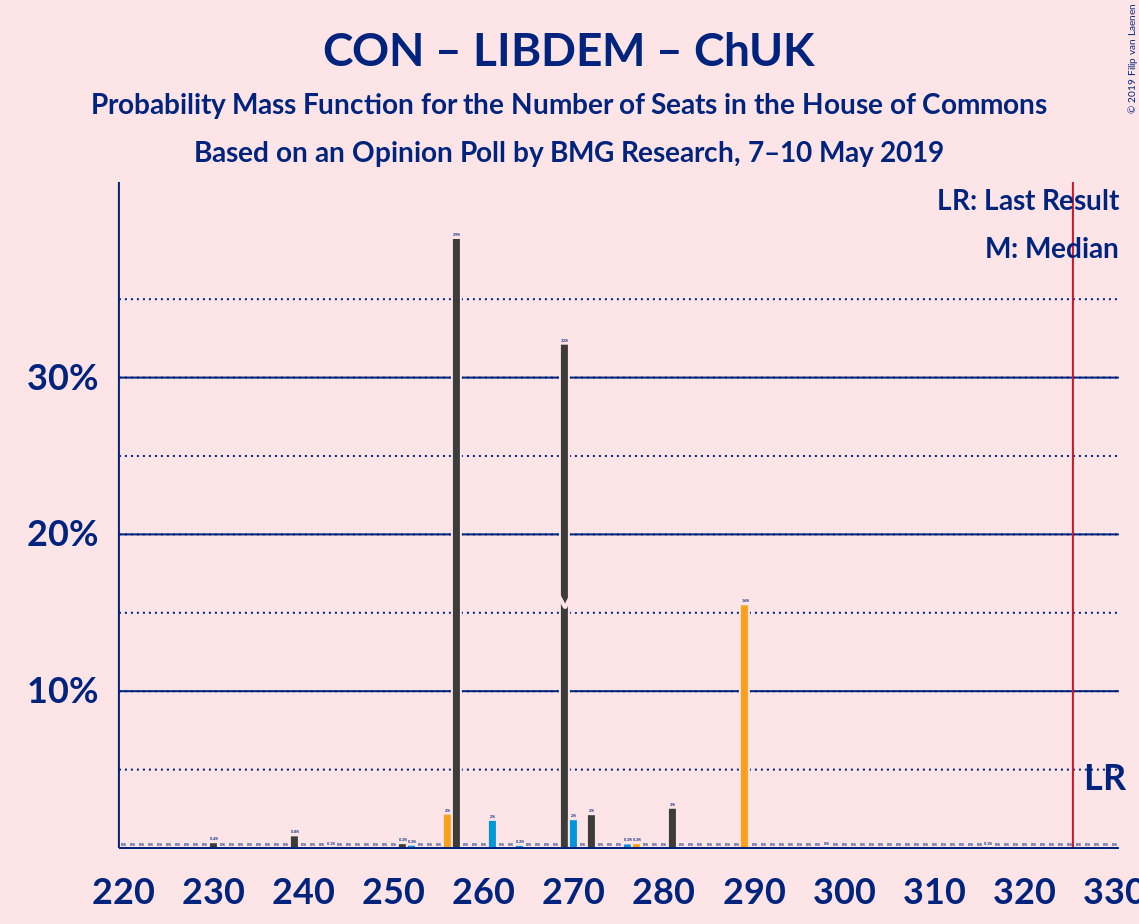 CON – LIBDEM – ChUK
Probability Mass Function for the Number of Seats in the House of Commons
Based on an Opinion Poll by BMG Research, 7–10 May 2019
© 2019 Filip van Laenen
LR: Last Result
M: Median
30%
20%
10%
LR
220 230 240 250 260 270 280 290 300 310 320 330